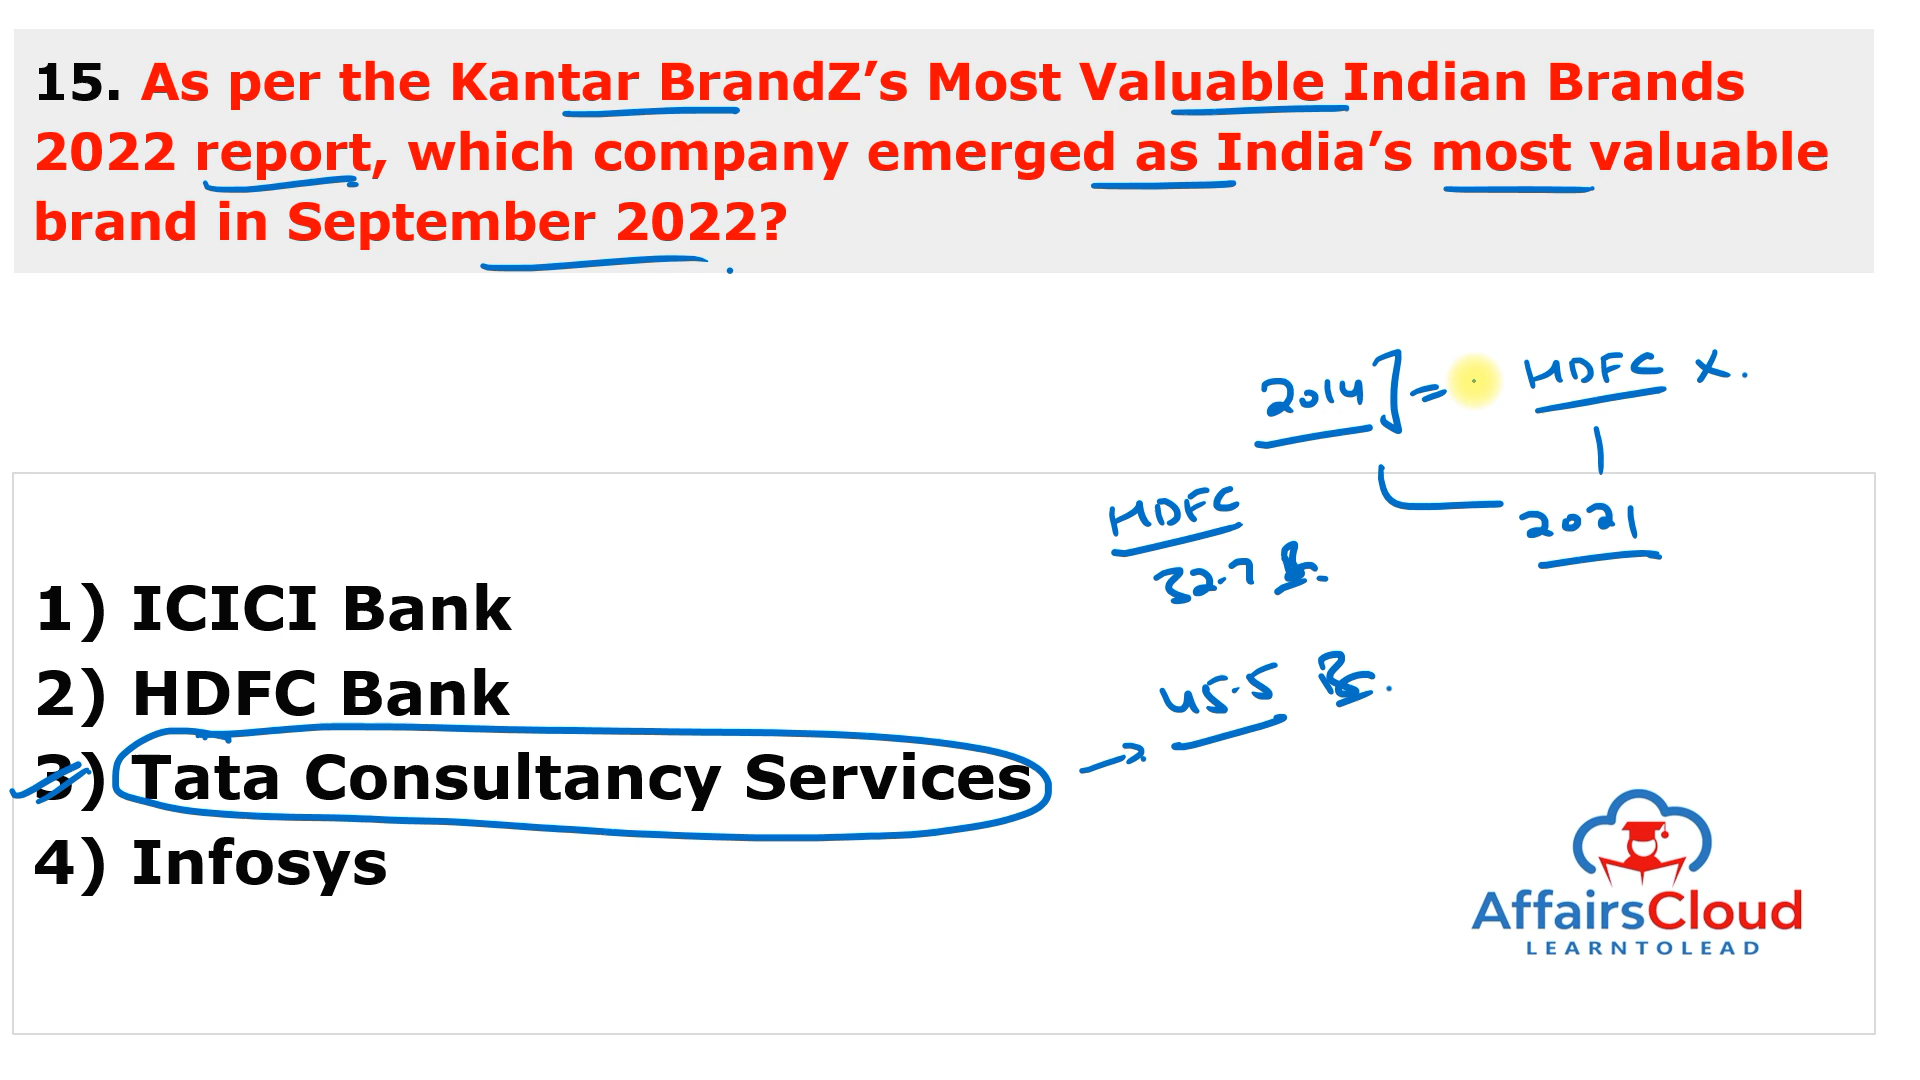 15. As per the Kantar BrandZ’s Most Valuable Indian Brands
2022 report, which company emerged as India’s most valuable
brand in September 2022?
2014] = HDFC x.
2021
HDFC
32.7 B.
45.5 B.
1) ICICI Bank
2) HDFC Bank
3) Tata Consultancy Services
4) Infosys
AffairsCloud
LEARNTOLEAD